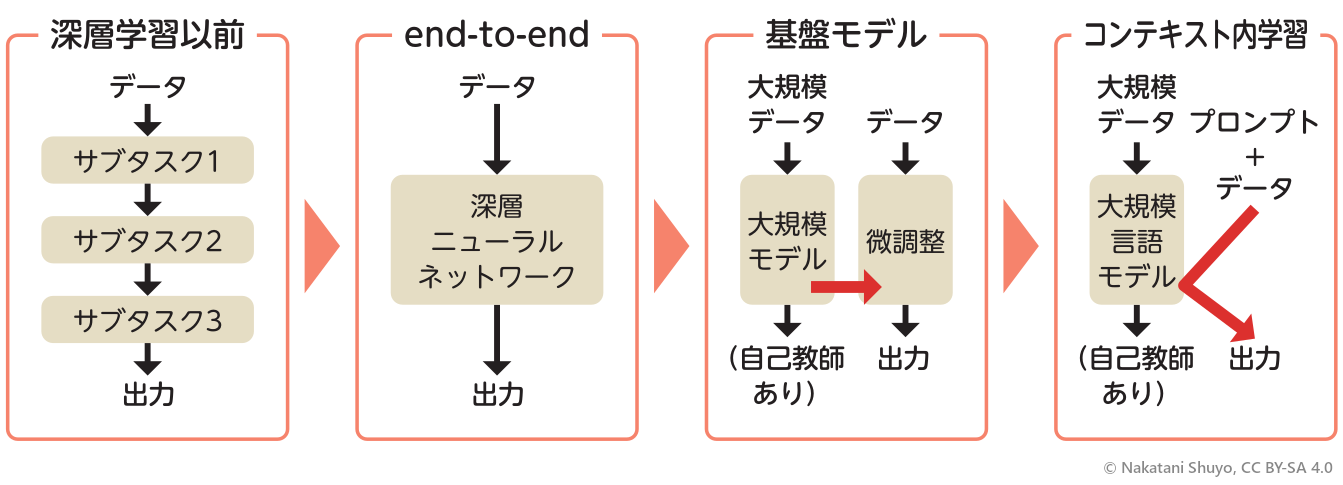 深層学習以前
データ
サブタスク1
サブタスク2
サブタスク3
出力
end-to-end
データ
深層
ニューラル
ネットワーク
出力
基盤モデル
大規模
データ
大規模
モデル
（自己教師
あり）
データ
微調整
出力
コンテキスト内学習
大規模
データ
大規模
言語
モデル
（自己教師
あり）
プロンプト
+
データ
出力
© Nakatani Shuyo, CC BY-SA 4.0